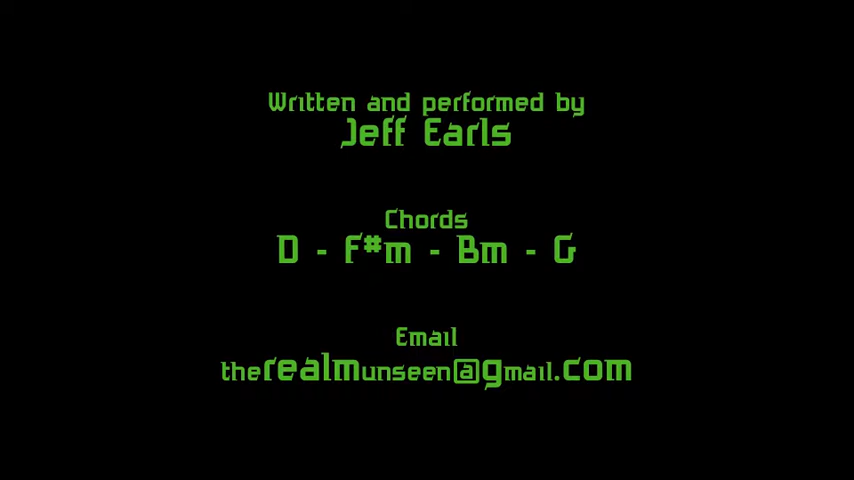 Written and performed by
Jeff Earls
Chords
D - F#m - Bm - G
Email
therealmunseen@gmail.com